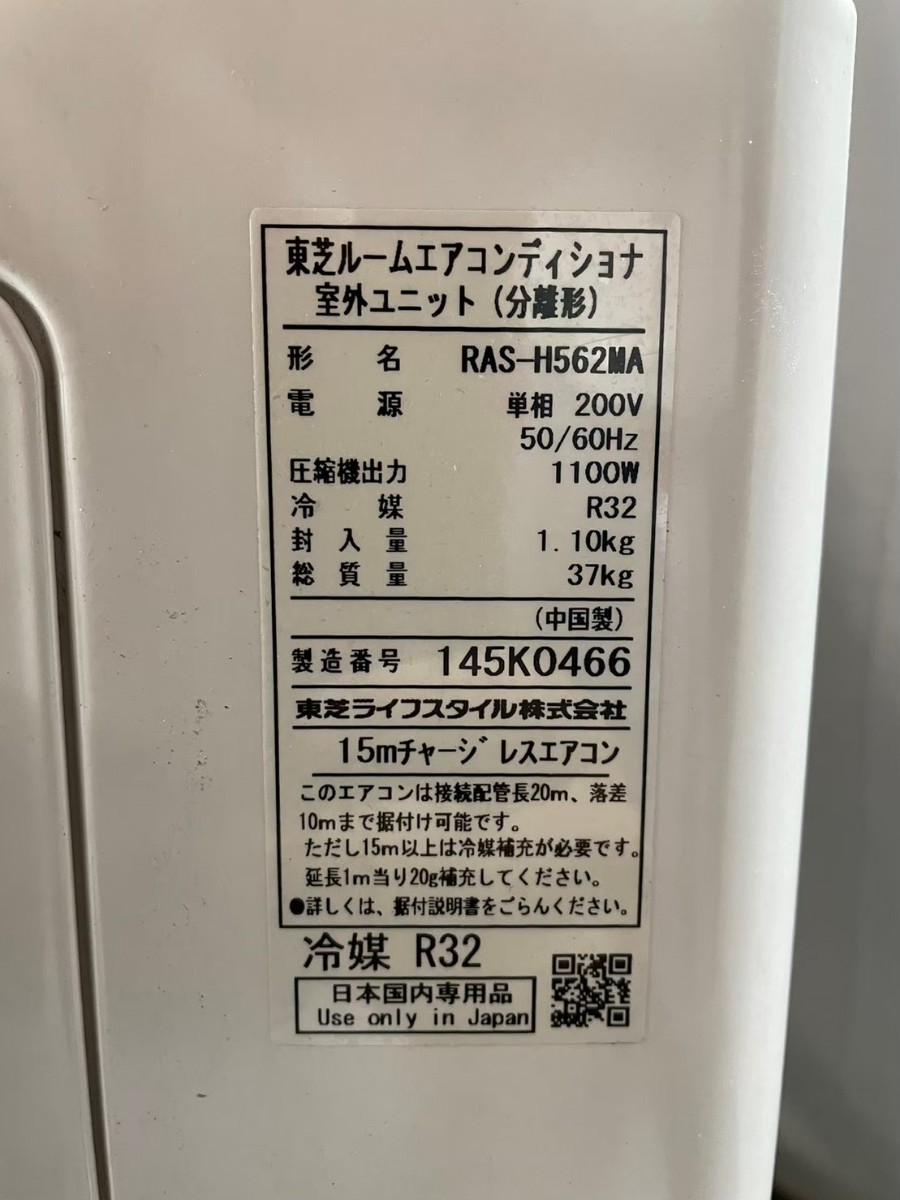 東芝ルームエアコンディショナ
室外ユニット（分離形）
形名 RAS-H562MA
電源 単相 200V
50/60Hz
圧縮機出力 1100W
冷媒 R32
封入量 1.10kg
総質量 37kg
（中国製）
製造番号 145K0466
東芝ライフスタイル株式会社
15mチャージレスエアコン
このエアコンは接続配管長20m、落差
10mまで据付け可能です。
ただし15m以上は冷媒補充が必要です。
延長1m当り20g補充してください。
●詳しくは、据付説明書をごらんください。
冷媒 R32
日本国内専用品
Use only in Japan